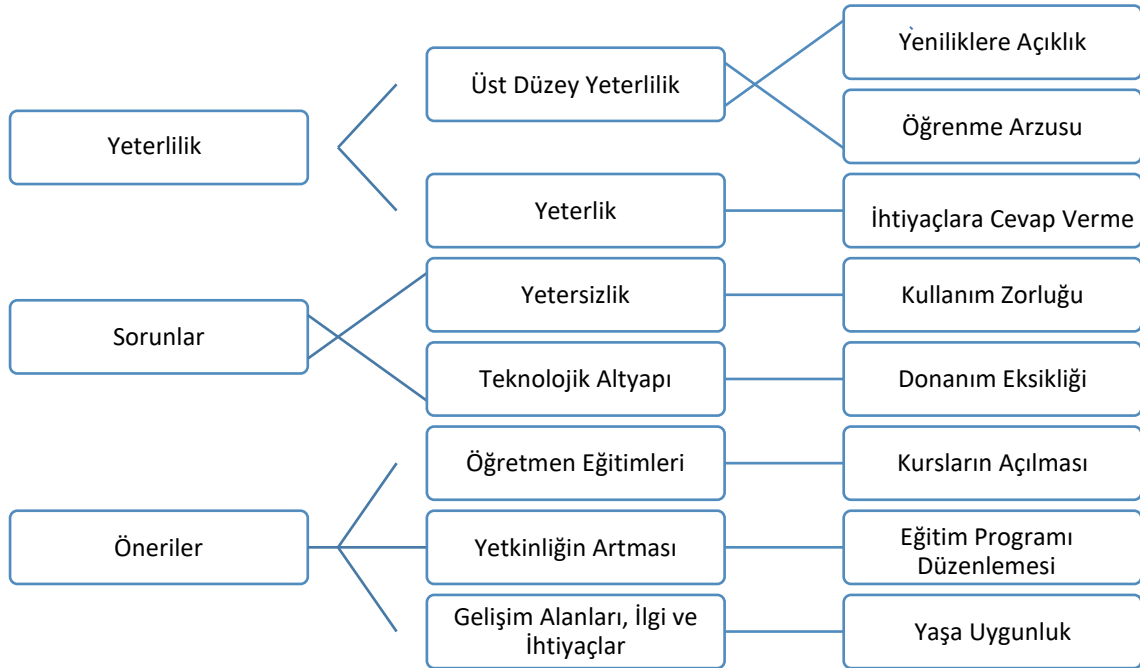 Yeterlilik
Üst Düzey Yeterlilik
Yeniliklere Açıklık
Öğrenme Arzusu
Yeterlik
İhtiyaçlara Cevap Verme
Sorunlar
Yetersizlik
Kullanım Zorluğu
Teknolojik Altyapı
Donanım Eksikliği
Öneriler
Öğretmen Eğitimleri
Kursların Açılması
Yetkinliğin Artması
Eğitim Programı
Düzenlemesi
Gelişim Alanları, İlgi ve
İhtiyaçlar
Yaşa Uygunluk